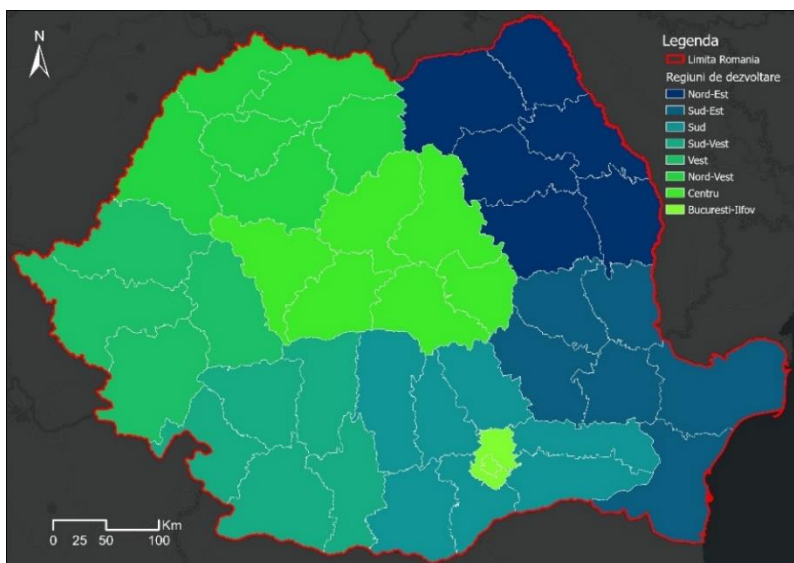 N
Legenda
Limita Romania
Regiuni de dezvoltare
Nord-Est
Sud-Est
Sud
Sud-Vest
Vest
Nord-Vest
Centru
Bucuresti-Ilfov
Km
0 25 50 100